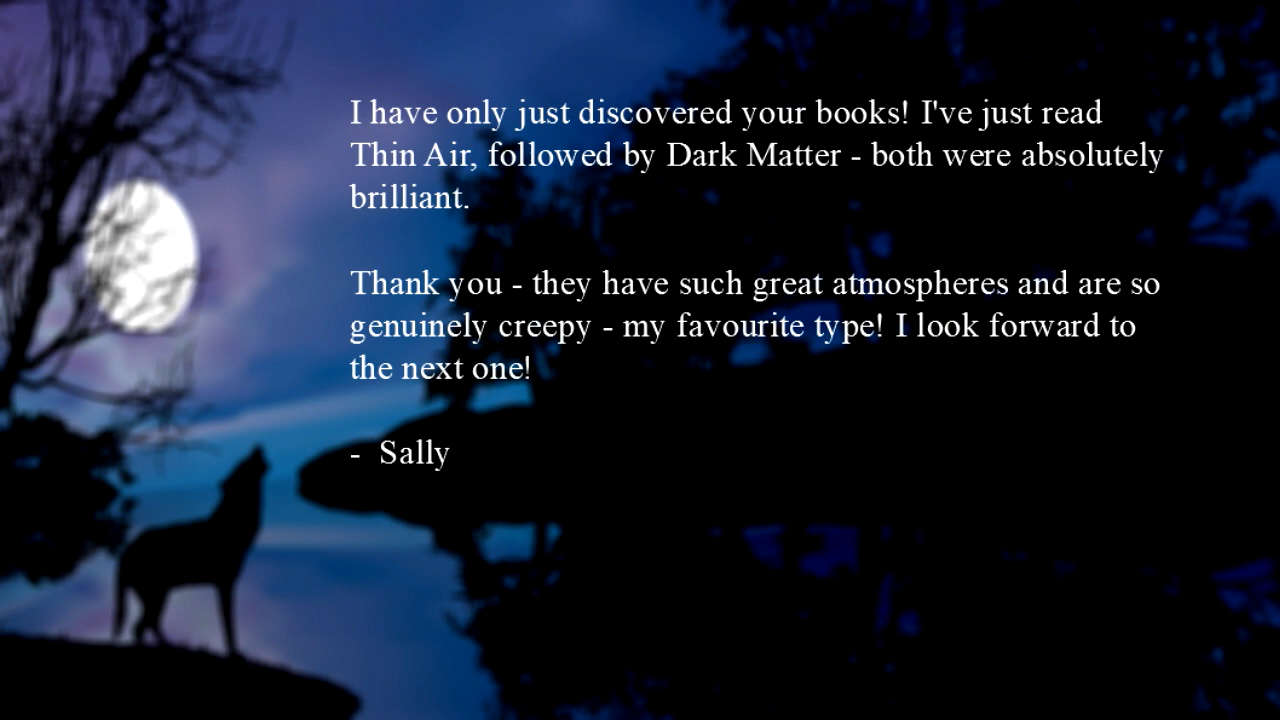 I have only just discovered your books! I've just read
Thin Air, followed by Dark Matter - both were absolutely
brilliant.
Thank you - they have such great atmospheres and are so
genuinely creepy - my favourite type! I look forward to
the next one!
- Sally